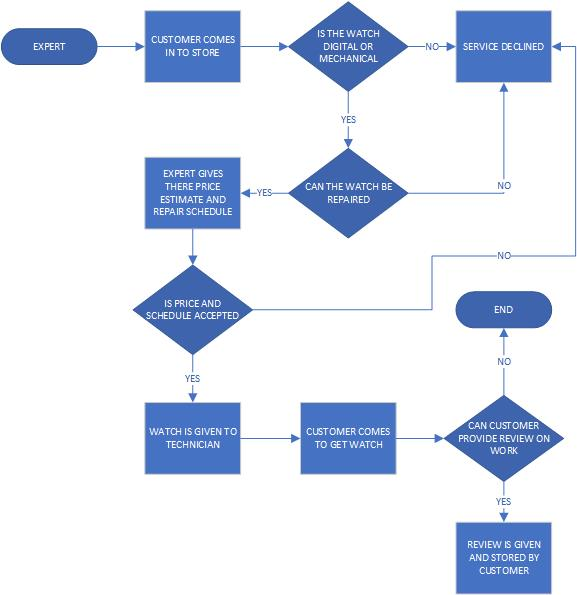 EXPERT
CUSTOMER COMES
IN TO STORE
IS THE WATCH
DIGITAL OR
MECHANICAL
NO
SERVICE DECLINED
YES
EXPERT GIVES
THERE PRICE
ESTIMATE AND
REPAIR SCHEDULE
YES
CAN THE WATCH BE
REPAIRED
NO
NO
IS PRICE AND
SCHEDULE ACCEPTED
END
NO
YES
WATCH IS GIVEN TO
TECHNICIAN
CUSTOMER COMES
TO GET WATCH
CAN CUSTOMER
PROVIDE REVIEW ON
WORK
YES
REVIEW IS GIVEN
AND STORED BY
CUSTOMER